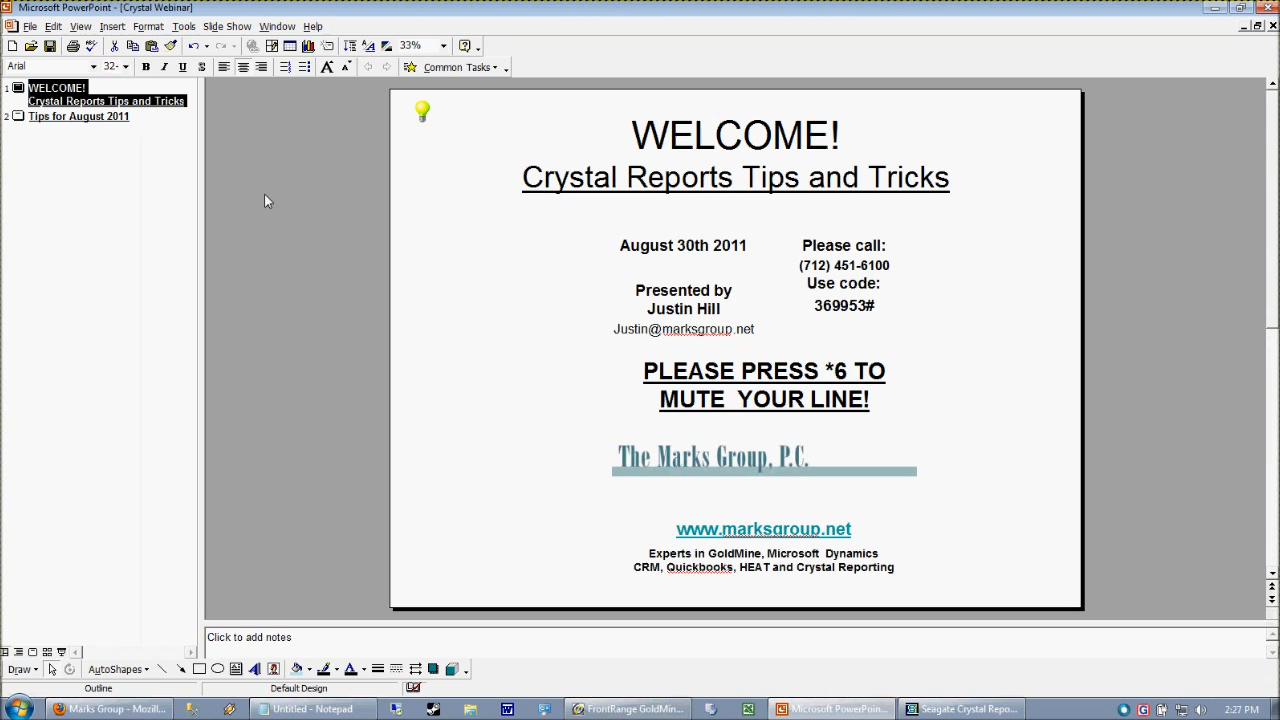 Microsoft PowerPoint - [Crystal Webinar]
File Edit View Insert Format Tools Slide Show Window Help
33%
Arial 32 B I U S A A Common Tasks
1 WELCOME!
Crystal Reports Tips and Tricks
2 Tips for August 2011
WELCOME!
Crystal Reports Tips and Tricks
August 30th 2011
Presented by
Justin Hill
Justin@marksgroup.net
Please call:
(712) 451-6100
Use code:
369953#
PLEASE PRESS *6 TO
MUTE YOUR LINE!
The Marks Group, P.C.
www.marksgroup.net
Experts in GoldMine, Microsoft Dynamics
CRM, Quickbooks, HEAT and Crystal Reporting
Click to add notes
Draw AutoShapes
Outline Default Design
Marks Group - Mozill... Untitled - Notepad FrontRange GoldMin... Microsoft PowerPoin... Seagate Crystal Repo... 2:27 PM